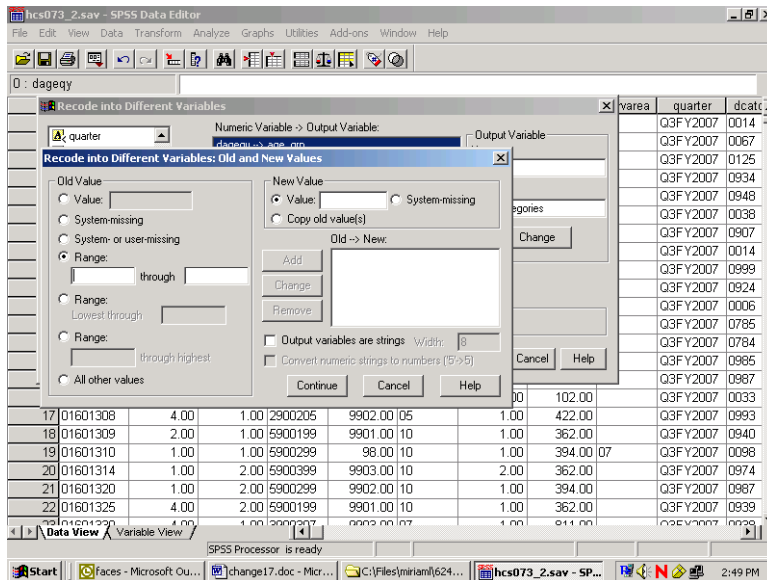 hcs073_2.sav - SPSS Data Editor
File Edit View Data Transform Analyze Graphs Utilities Add-ons Window Help
0 : dageqy
Recode into Different Variables
quarter
Numeric Variable -> Output Variable:
dageqy --> age_grp
Output Variable
egories
Change
Cancel Help
Recode into Different Variables: Old and New Values
Old Value
Value:
System-missing
System- or user-missing
Range:
through
Range:
Lowest through
Range:
through highest
All other values
New Value
Value: System-missing
Copy old value(s)
Old --> New:
Add
Change
Remove
Output variables are strings Width: 8
Convert numeric strings to numbers ('5'->5)
Continue Cancel Help
varea quarter dcatc
Q3FY2007 0014
Q3FY2007 0067
Q3FY2007 0125
Q3FY2007 0934
Q3FY2007 0948
Q3FY2007 0038
Q3FY2007 0907
Q3FY2007 0014
Q3FY2007 0999
Q3FY2007 0924
Q3FY2007 0006
Q3FY2007 0785
Q3FY2007 0784
Q3FY2007 0985
Q3FY2007 0987
00 102.00 Q3FY2007 0033
17 01601308 4.00 1.00 2900205 9902.00 05 1.00 422.00 Q3FY2007 0993
18 01601309 2.00 1.00 5900199 9901.00 10 1.00 362.00 Q3FY2007 0940
19 01601310 1.00 1.00 5900299 98.00 10 1.00 394.00 07 Q3FY2007 0098
20 01601314 1.00 2.00 5900399 9903.00 10 2.00 362.00 Q3FY2007 0974
21 01601320 1.00 2.00 5900299 9902.00 10 1.00 394.00 Q3FY2007 0987
22 01601325 4.00 2.00 5900199 9901.00 10 1.00 362.00 Q3FY2007 0939
Data View Variable View
SPSS Processor is ready
Start faces - Microsoft Ou... change17.doc - Micr... C:\Files\miriaml\624... hcs073_2.sav - SP... 2:49 PM